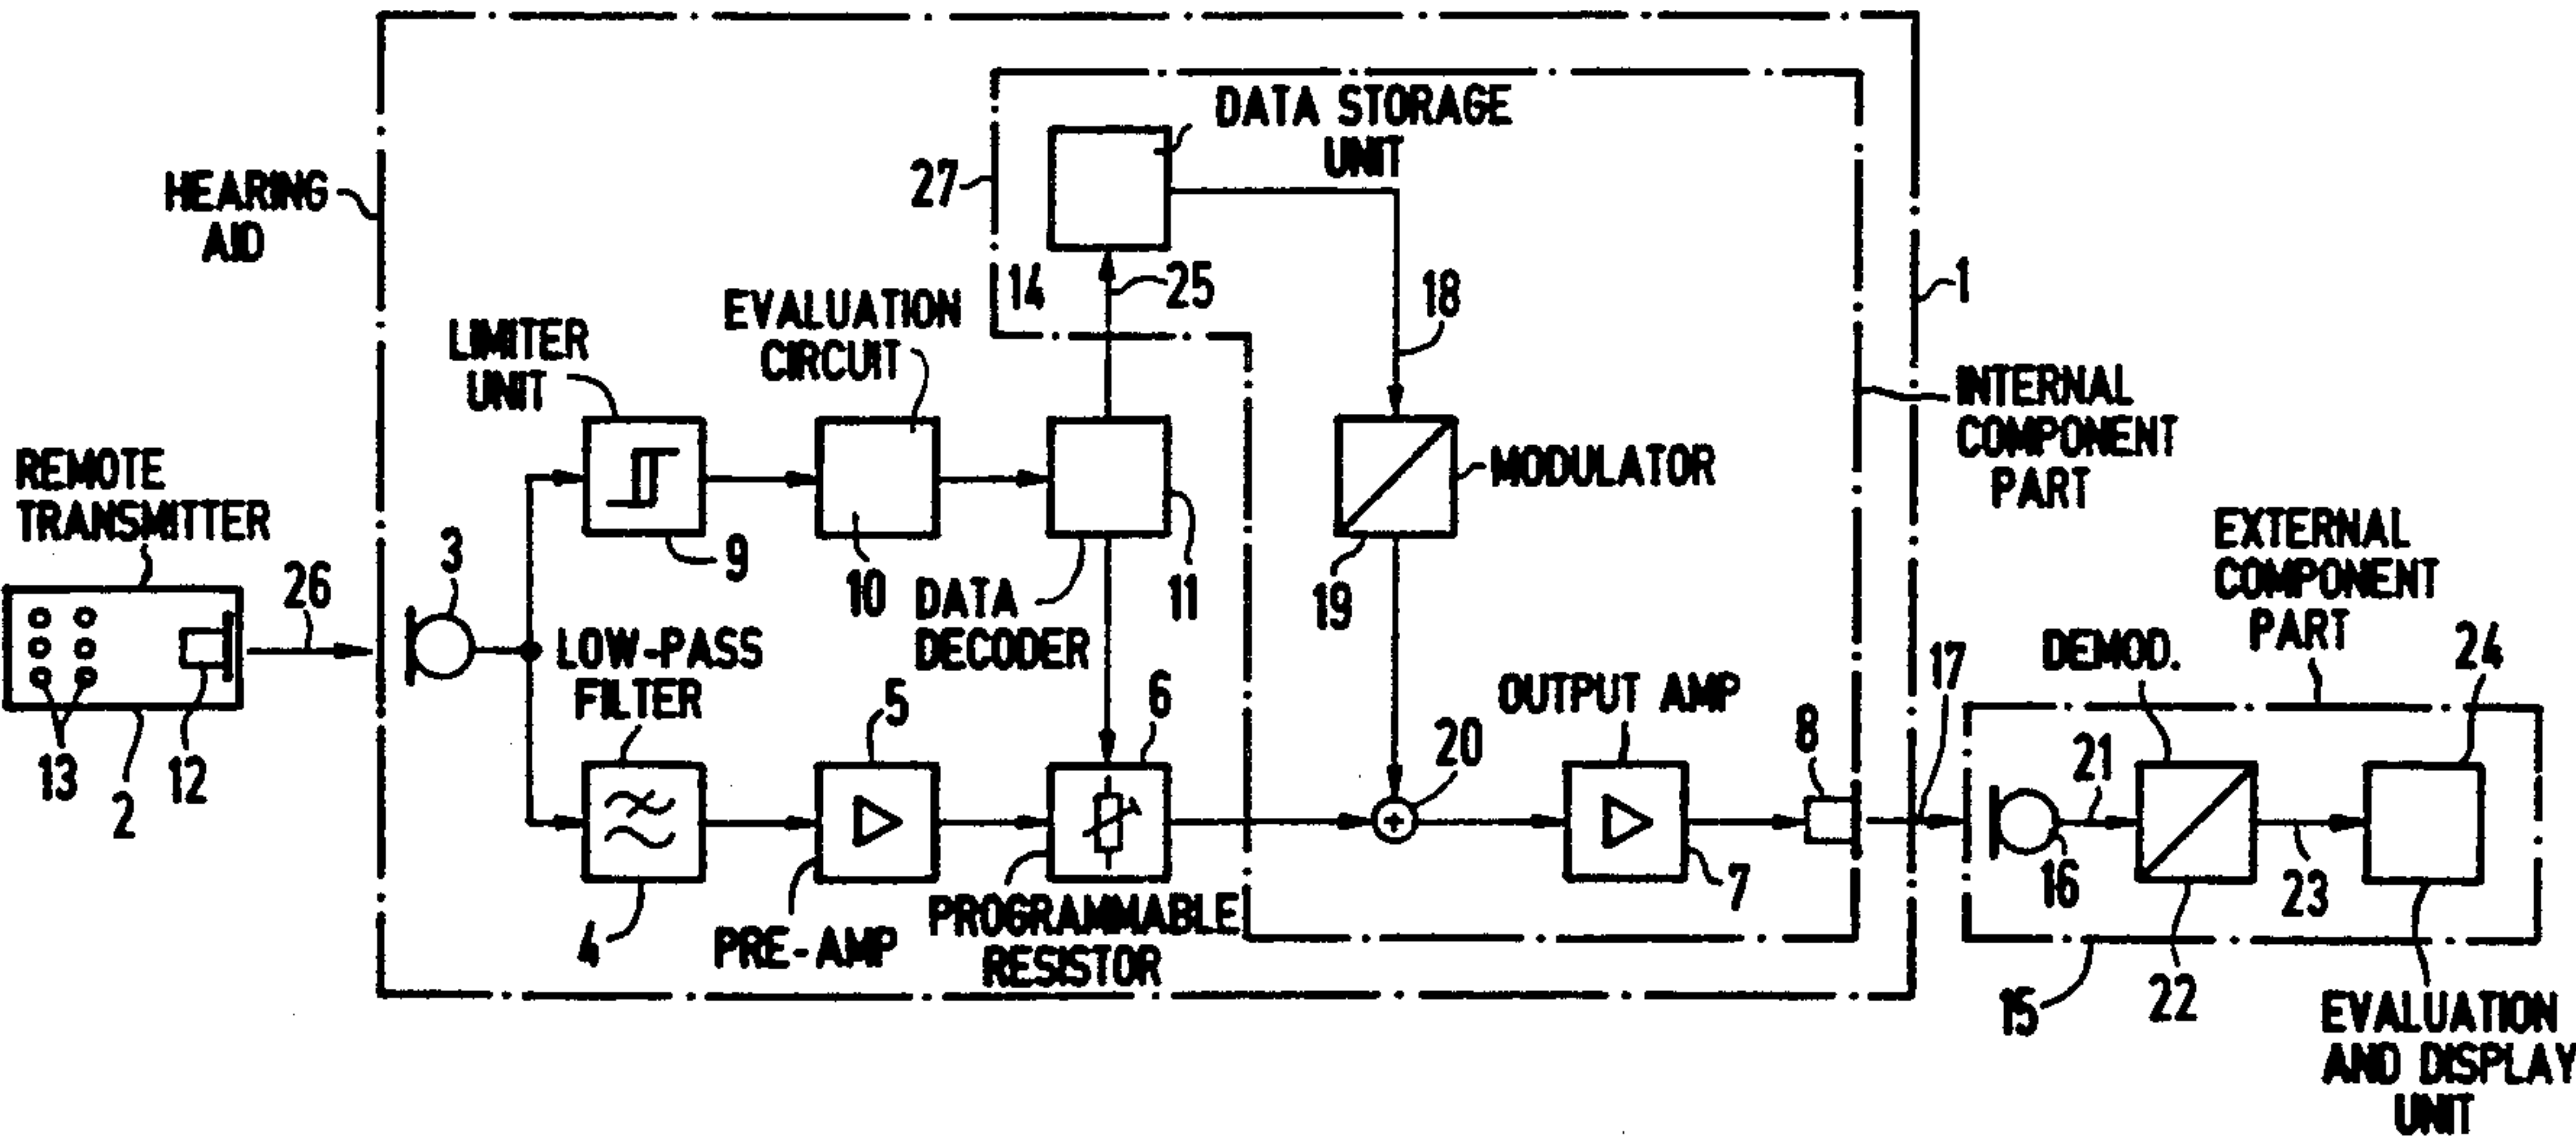 DATA STORAGE
UNIT
27
HEARING
AID
14
25
18
1
EVALUATION
CIRCUIT
LIMITER
UNIT
INTERNAL
COMPONENT
PART
MODULATOR
REMOTE
TRANSMITTER
EXTERNAL
COMPONENT
PART
26
3
9
10
DATA
DECODER
11
19
LOW-PASS
FILTER
DEMOD.
17
24
13
2
12
5
6
20
OUTPUT AMP
8
21
4
PRE-AMP
PROGRAMMABLE
RESISTOR
7
16
22
23
15
EVALUATION
AND DISPLAY
UNIT